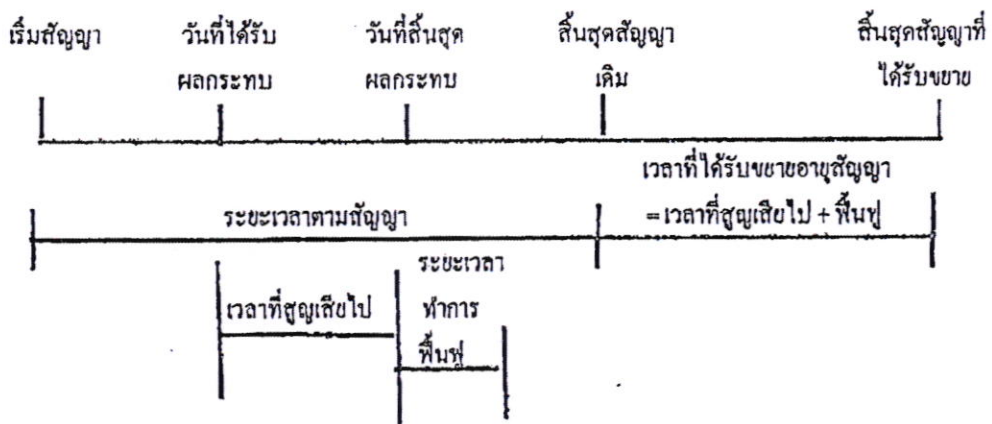 เริ่มสัญญา
วันที่ได้รับ
ผลกระทบ
วันที่สิ้นสุด
ผลกระทบ
สิ้นสุดสัญญา
เดิม
สิ้นสุดสัญญาที่
ได้รับขยาย
เวลาที่ได้รับขยายอายุสัญญา
= เวลาที่สูญเสียไป + ฟื้นฟู
ระยะเวลาตามสัญญา
เวลาที่สูญเสียไป
ระยะเวลา
ทำการ
ฟื้นฟู